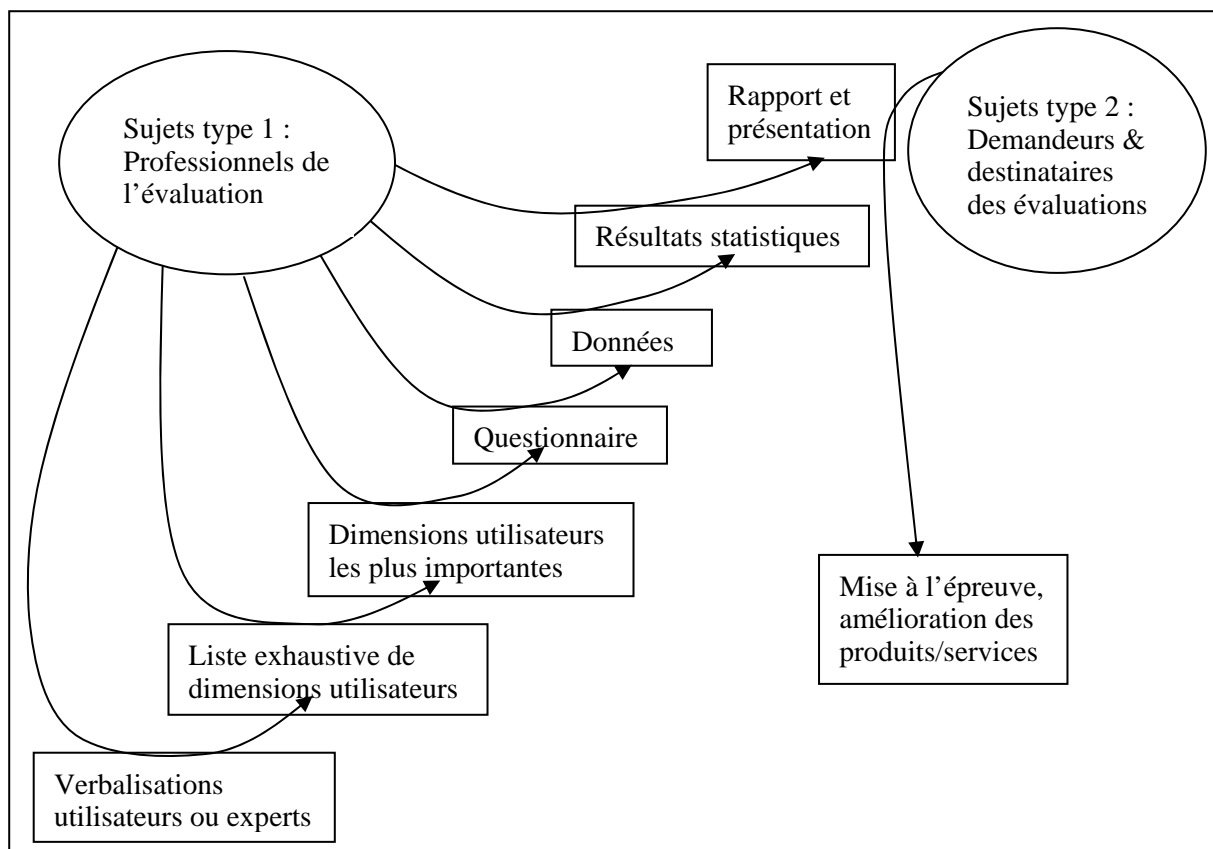 Sujets type 1 :
Professionnels de
l’évaluation
Rapport et
présentation
Sujets type 2 :
Demandeurs &
destinataires
des évaluations
Résultats statistiques
Données
Questionnaire
Dimensions utilisateurs
les plus importantes
Mise à l’épreuve,
amélioration des
produits/services
Liste exhaustive de
dimensions utilisateurs
Verbalisations
utilisateurs ou experts